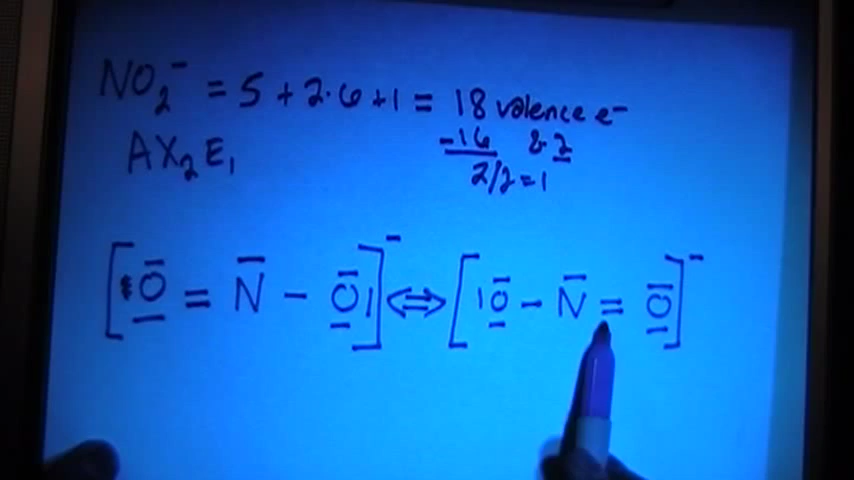 NO₂⁻ = 5 + 2·6 + 1 = 18 valence e⁻
-16 8·2
AX₂E₁
2/2 = 1
[O = N - O|]⁻ ⇔ [|O - N = O]⁻